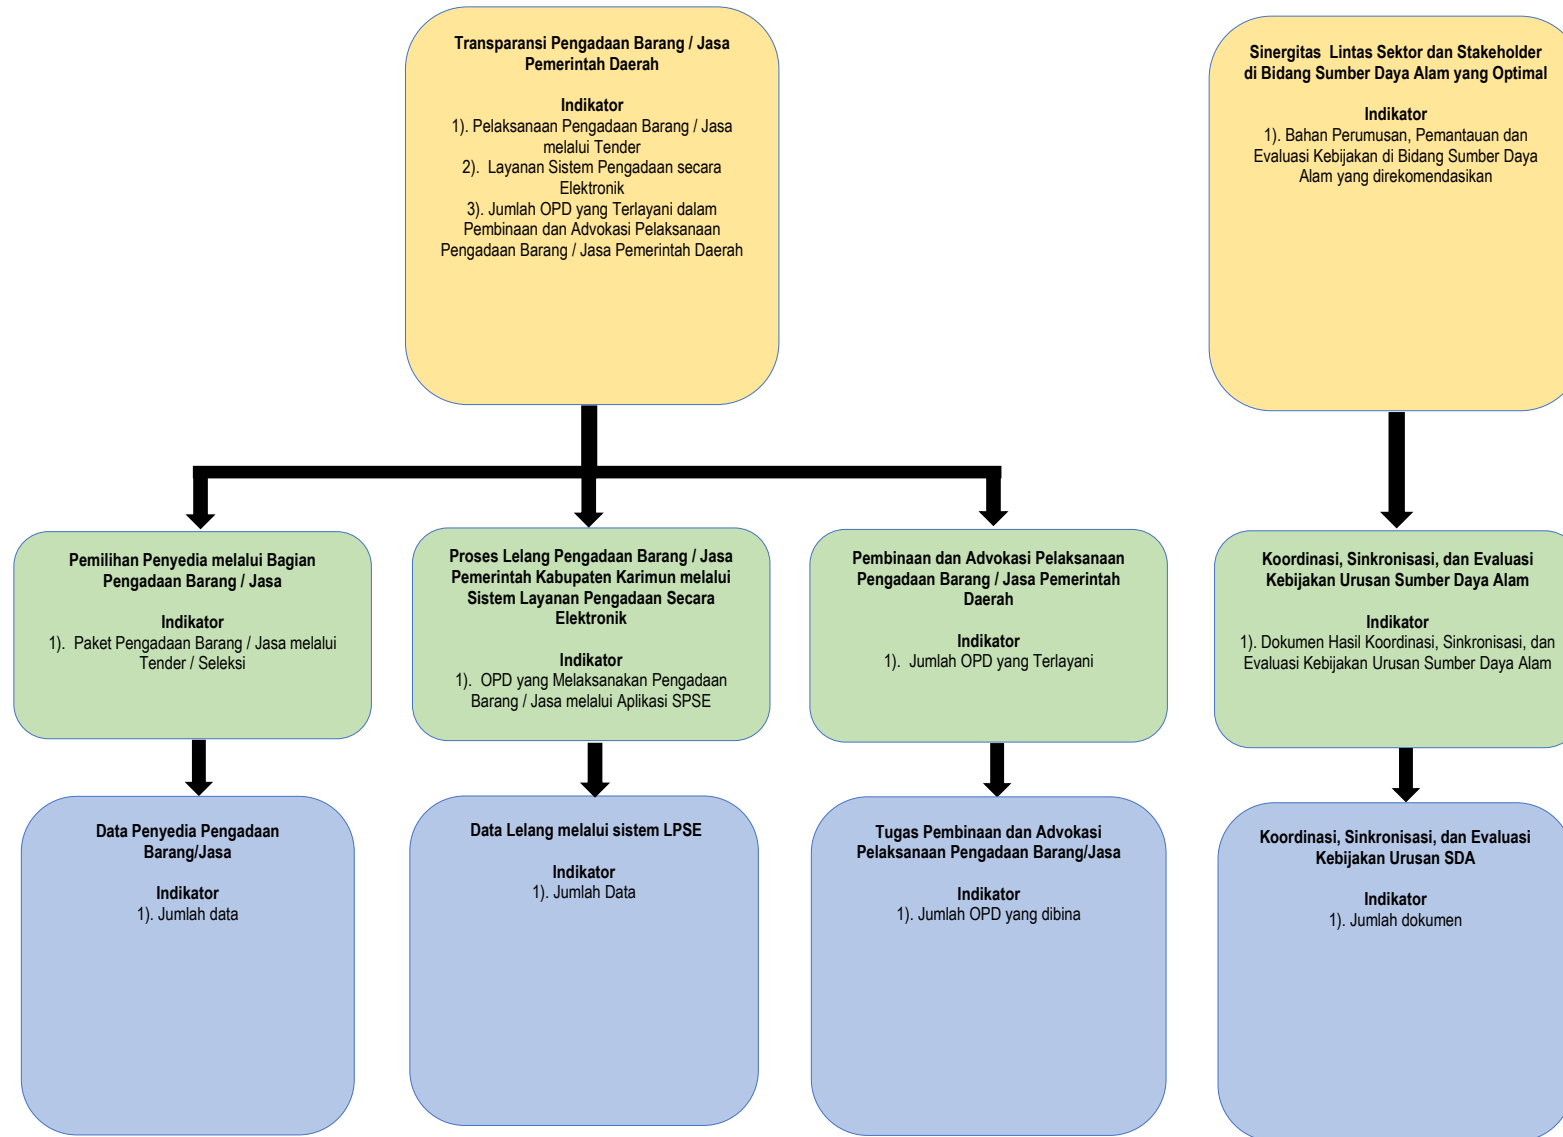 Transparansi Pengadaan Barang / Jasa
Pemerintah Daerah
Indikator
1). Pelaksanaan Pengadaan Barang / Jasa
melalui Tender
2). Layanan Sistem Pengadaan secara
Elektronik
3). Jumlah OPD yang Terlayani dalam
Pembinaan dan Advokasi Pelaksanaan
Pengadaan Barang / Jasa Pemerintah Daerah
Sinergitas Lintas Sektor dan Stakeholder
di Bidang Sumber Daya Alam yang Optimal
Indikator
1). Bahan Perumusan, Pemantauan dan
Evaluasi Kebijakan di Bidang Sumber Daya
Alam yang direkomendasikan
Pemilihan Penyedia melalui Bagian
Pengadaan Barang / Jasa
Indikator
1). Paket Pengadaan Barang / Jasa melalui
Tender / Seleksi
Proses Lelang Pengadaan Barang / Jasa
Pemerintah Kabupaten Karimun melalui
Sistem Layanan Pengadaan Secara
Elektronik
Indikator
1). OPD yang Melaksanakan Pengadaan
Barang / Jasa melalui Aplikasi SPSE
Pembinaan dan Advokasi Pelaksanaan
Pengadaan Barang / Jasa Pemerintah
Daerah
Indikator
1). Jumlah OPD yang Terlayani
Koordinasi, Sinkronisasi, dan Evaluasi
Kebijakan Urusan Sumber Daya Alam
Indikator
1). Dokumen Hasil Koordinasi, Sinkronisasi, dan
Evaluasi Kebijakan Urusan Sumber Daya Alam
Data Penyedia Pengadaan
Barang/Jasa
Indikator
1). Jumlah data
Data Lelang melalui sistem LPSE
Indikator
1). Jumlah Data
Tugas Pembinaan dan Advokasi
Pelaksanaan Pengadaan Barang/Jasa
Indikator
1). Jumlah OPD yang dibina
Koordinasi, Sinkronisasi, dan Evaluasi
Kebijakan Urusan SDA
Indikator
1). Jumlah dokumen